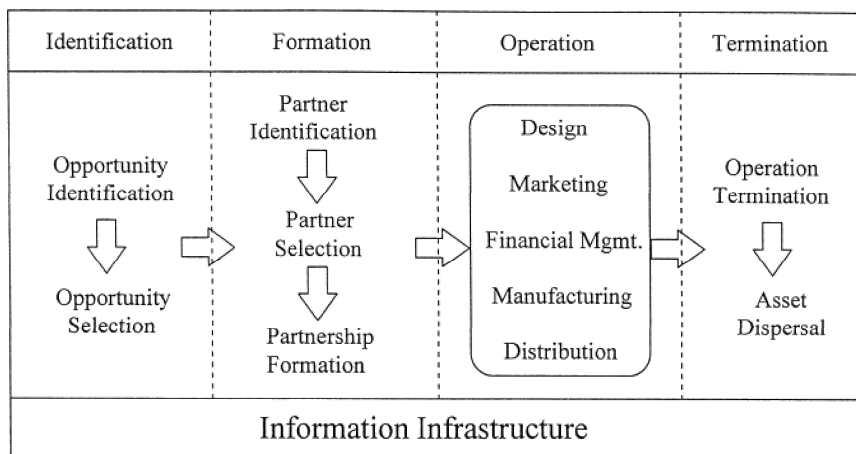 Identification
Formation
Operation
Termination
Opportunity
Identification
Opportunity
Selection
Partner
Identification
Partner
Selection
Partnership
Formation
Design
Marketing
Financial Mgmt.
Manufacturing
Distribution
Operation
Termination
Asset
Dispersal
Information Infrastructure